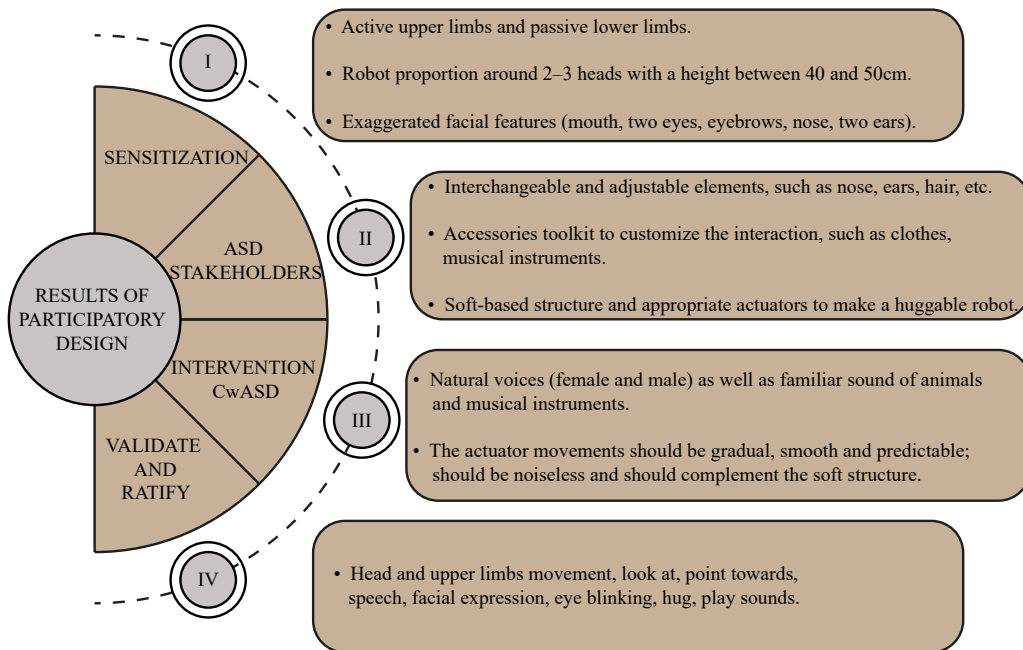 RESULTS OF
PARTICIPATORY
DESIGN
SENSITIZATION
ASD
STAKEHOLDERS
INTERVENTION
CwASD
VALIDATE
AND
RATIFY
I
• Active upper limbs and passive lower limbs.
• Robot proportion around 2–3 heads with a height between 40 and 50cm.
• Exaggerated facial features (mouth, two eyes, eyebrows, nose, two ears).
II
• Interchangeable and adjustable elements, such as nose, ears, hair, etc.
• Accessories toolkit to customize the interaction, such as clothes,
musical instruments.
• Soft-based structure and appropriate actuators to make a huggable robot.
III
• Natural voices (female and male) as well as familiar sound of animals
and musical instruments.
• The actuator movements should be gradual, smooth and predictable;
should be noiseless and should complement the soft structure.
IV
• Head and upper limbs movement, look at, point towards,
speech, facial expression, eye blinking, hug, play sounds.